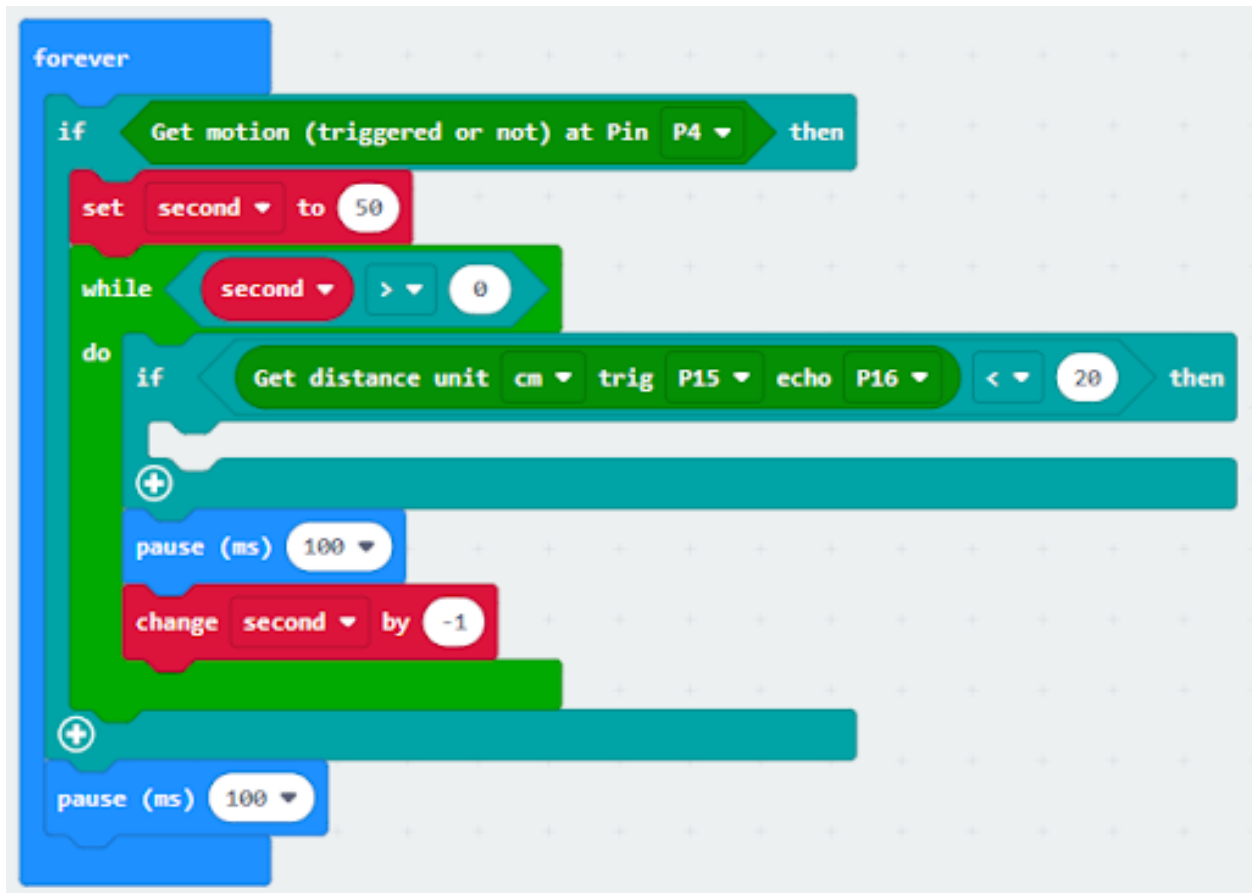 forever
if Get motion (triggered or not) at Pin P4 then
set second to 50
while second > 0
do
if Get distance unit cm trig P15 echo P16 < 20 then
pause (ms) 100
change second by -1
pause (ms) 100